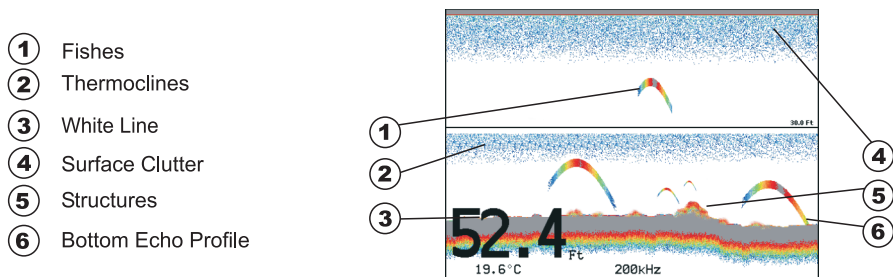 1 Fishes
2 Thermoclines
3 White Line
4 Surface Clutter
5 Structures
6 Bottom Echo Profile
30.0 Ft
1
2
3
4
5
6
52.4 Ft
19.6°C 200kHz